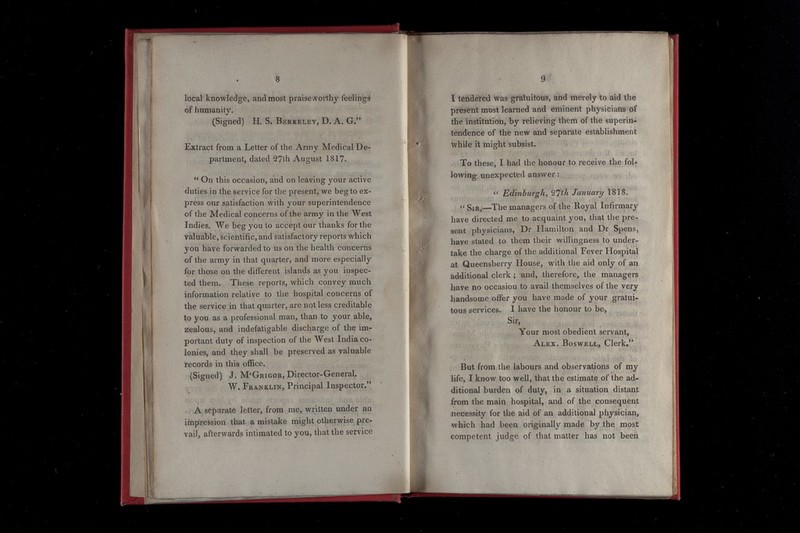 8
local knowledge, and most praiseworthy feelings
of humanity.
(Signed) H. S. Berkeley, D. A. G."
Extract from a Letter of the Army Medical De-
partment, dated 27th August 1817.
" On this occasion, and on leaving your active
duties in the service for the present, we beg to ex-
press our satisfaction with your superintendence
of the Medical concerns of the army in the West
Indies. We beg you to accept our thanks for the
valuable, scientific, and satisfactory reports which
you have forwarded to us on the health concerns
of the army in that quarter, and more especially
for those on the different islands as you inspec-
ted them. These reports, which convey much
information relative to the hospital concerns of
the service in that quarter, are not less creditable
to you as a professional man, than to your able,
zealous, and indefatigable discharge of the im-
portant duty of inspection of the West India co-
lonies, and they shall be preserved as valuable
records in this office.
(Signed) J. M'Grigor, Director-General.
W. Franklin, Principal Inspector."
A separate letter, from me, written under an
impression that a mistake might otherwise pre-
vail, afterwards intimated to you, that the service
9
I tendered was gratuitous, and merely to aid the
present most learned and eminent physicians of
the institution, by relieving them of the superin-
tendence of the new and separate establishment
while it might subsist.
To these, I had the honour to receive the fol-
lowing unexpected answer:
" Edinburgh, 27th January 1818.
" Sir,—The managers of the Royal Infirmary
have directed me to acquaint you, that the pre-
sent physicians, Dr Hamilton and Dr Spens,
have stated to them their willingness to under-
take the charge of the additional Fever Hospital
at Queensberry House, with the aid only of an
additional clerk; and, therefore, the managers
have no occasion to avail themselves of the very
handsome offer you have made of your gratui-
tous services. I have the honour to be,
Sir,
Your most obedient servant,
Alex. Boswell, Clerk."
But from the labours and observations of my
life, I know too well, that the estimate of the ad-
ditional burden of duty, in a situation distant
from the main hospital, and of the consequent
necessity for the aid of an additional physician,
which had been originally made by the most
competent judge of that matter has not been